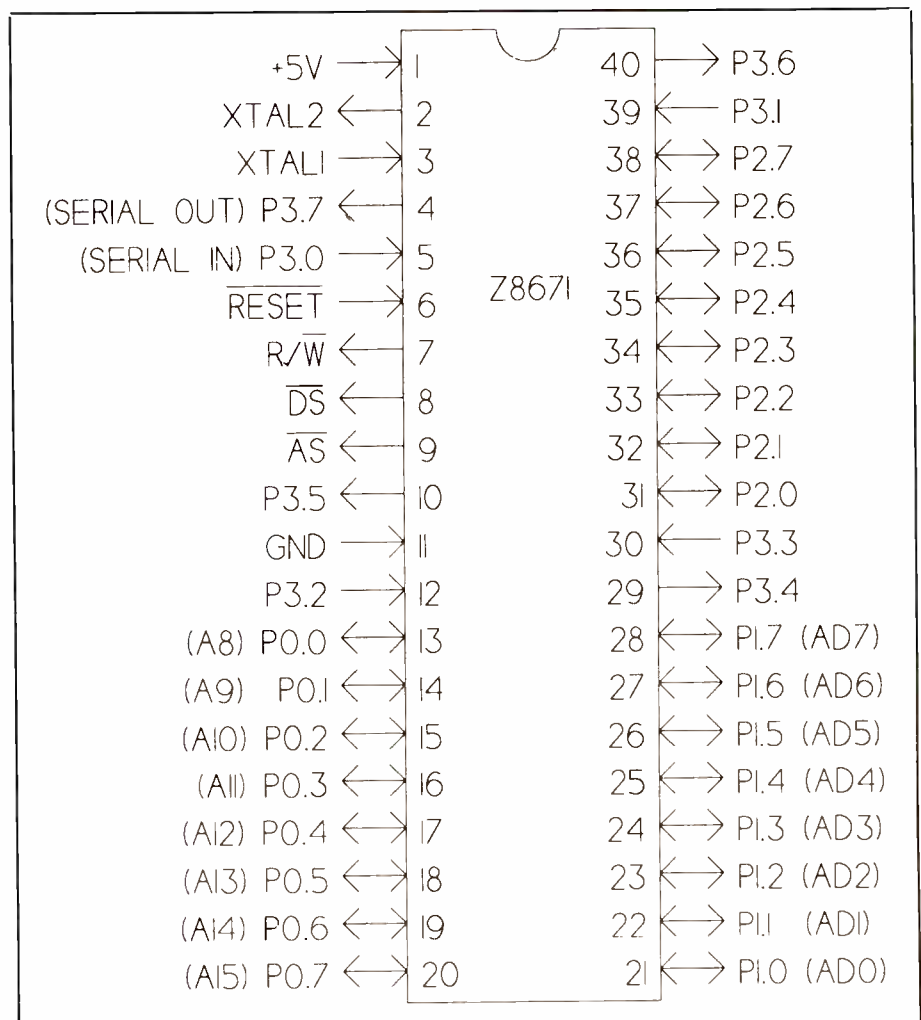 +5V 1 40 P3.6
XTAL2 2 39 P3.1
XTAL1 3 38 P2.7
(SERIAL OUT) P3.7 4 37 P2.6
(SERIAL IN) P3.0 5 36 P2.5
Z8671
RESET 6 35 P2.4
R/W 7 34 P2.3
DS 8 33 P2.2
AS 9 32 P2.1
P3.5 10 31 P2.0
GND 11 30 P3.3
P3.2 12 29 P3.4
(A8) P0.0 13 28 P1.7 (AD7)
(A9) P0.1 14 27 P1.6 (AD6)
(A10) P0.2 15 26 P1.5 (AD5)
(A11) P0.3 16 25 P1.4 (AD4)
(A12) P0.4 17 24 P1.3 (AD3)
(A13) P0.5 18 23 P1.2 (AD2)
(A14) P0.6 19 22 P1.1 (AD1)
(A15) P0.7 20 21 P1.0 (AD0)